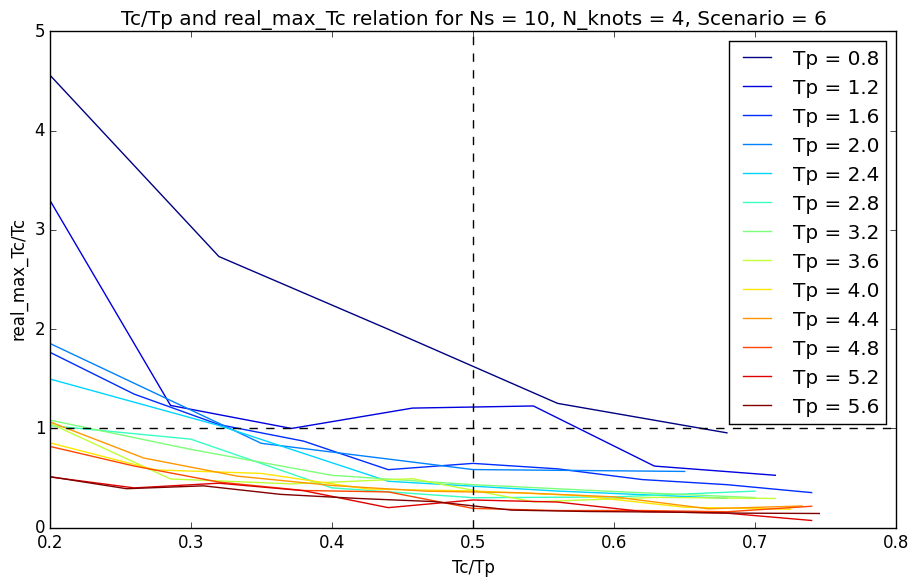 Tc/Tp and real_max_Tc relation for Ns = 10, N_knots = 4, Scenario = 6
real_max_Tc/Tc
5
4
3
2
1
0
0.2
0.3
0.4
0.5
0.6
0.7
0.8
Tc/Tp
Tp = 0.8
Tp = 1.2
Tp = 1.6
Tp = 2.0
Tp = 2.4
Tp = 2.8
Tp = 3.2
Tp = 3.6
Tp = 4.0
Tp = 4.4
Tp = 4.8
Tp = 5.2
Tp = 5.6